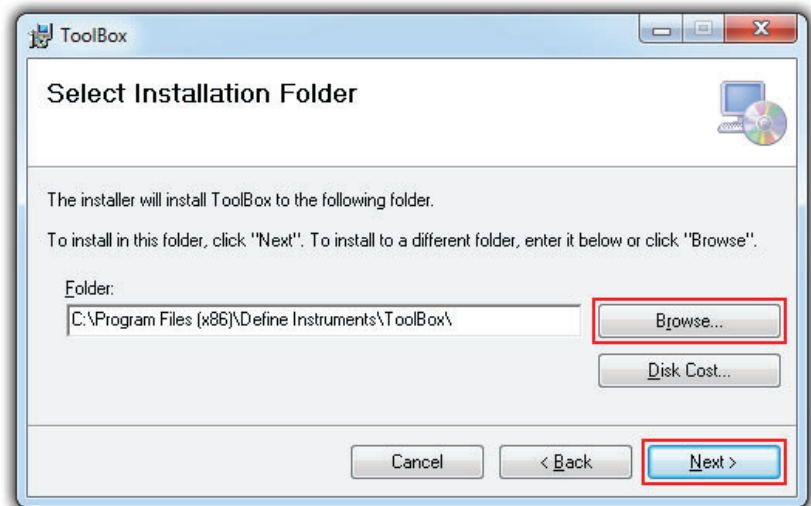 ToolBox
Select Installation Folder
The installer will install ToolBox to the following folder.
To install in this folder, click "Next". To install to a different folder, enter it below or click "Browse".
Folder:
C:\Program Files (x86)\Define Instruments\ToolBox\
Browse...
Disk Cost...
Cancel
< Back
Next >